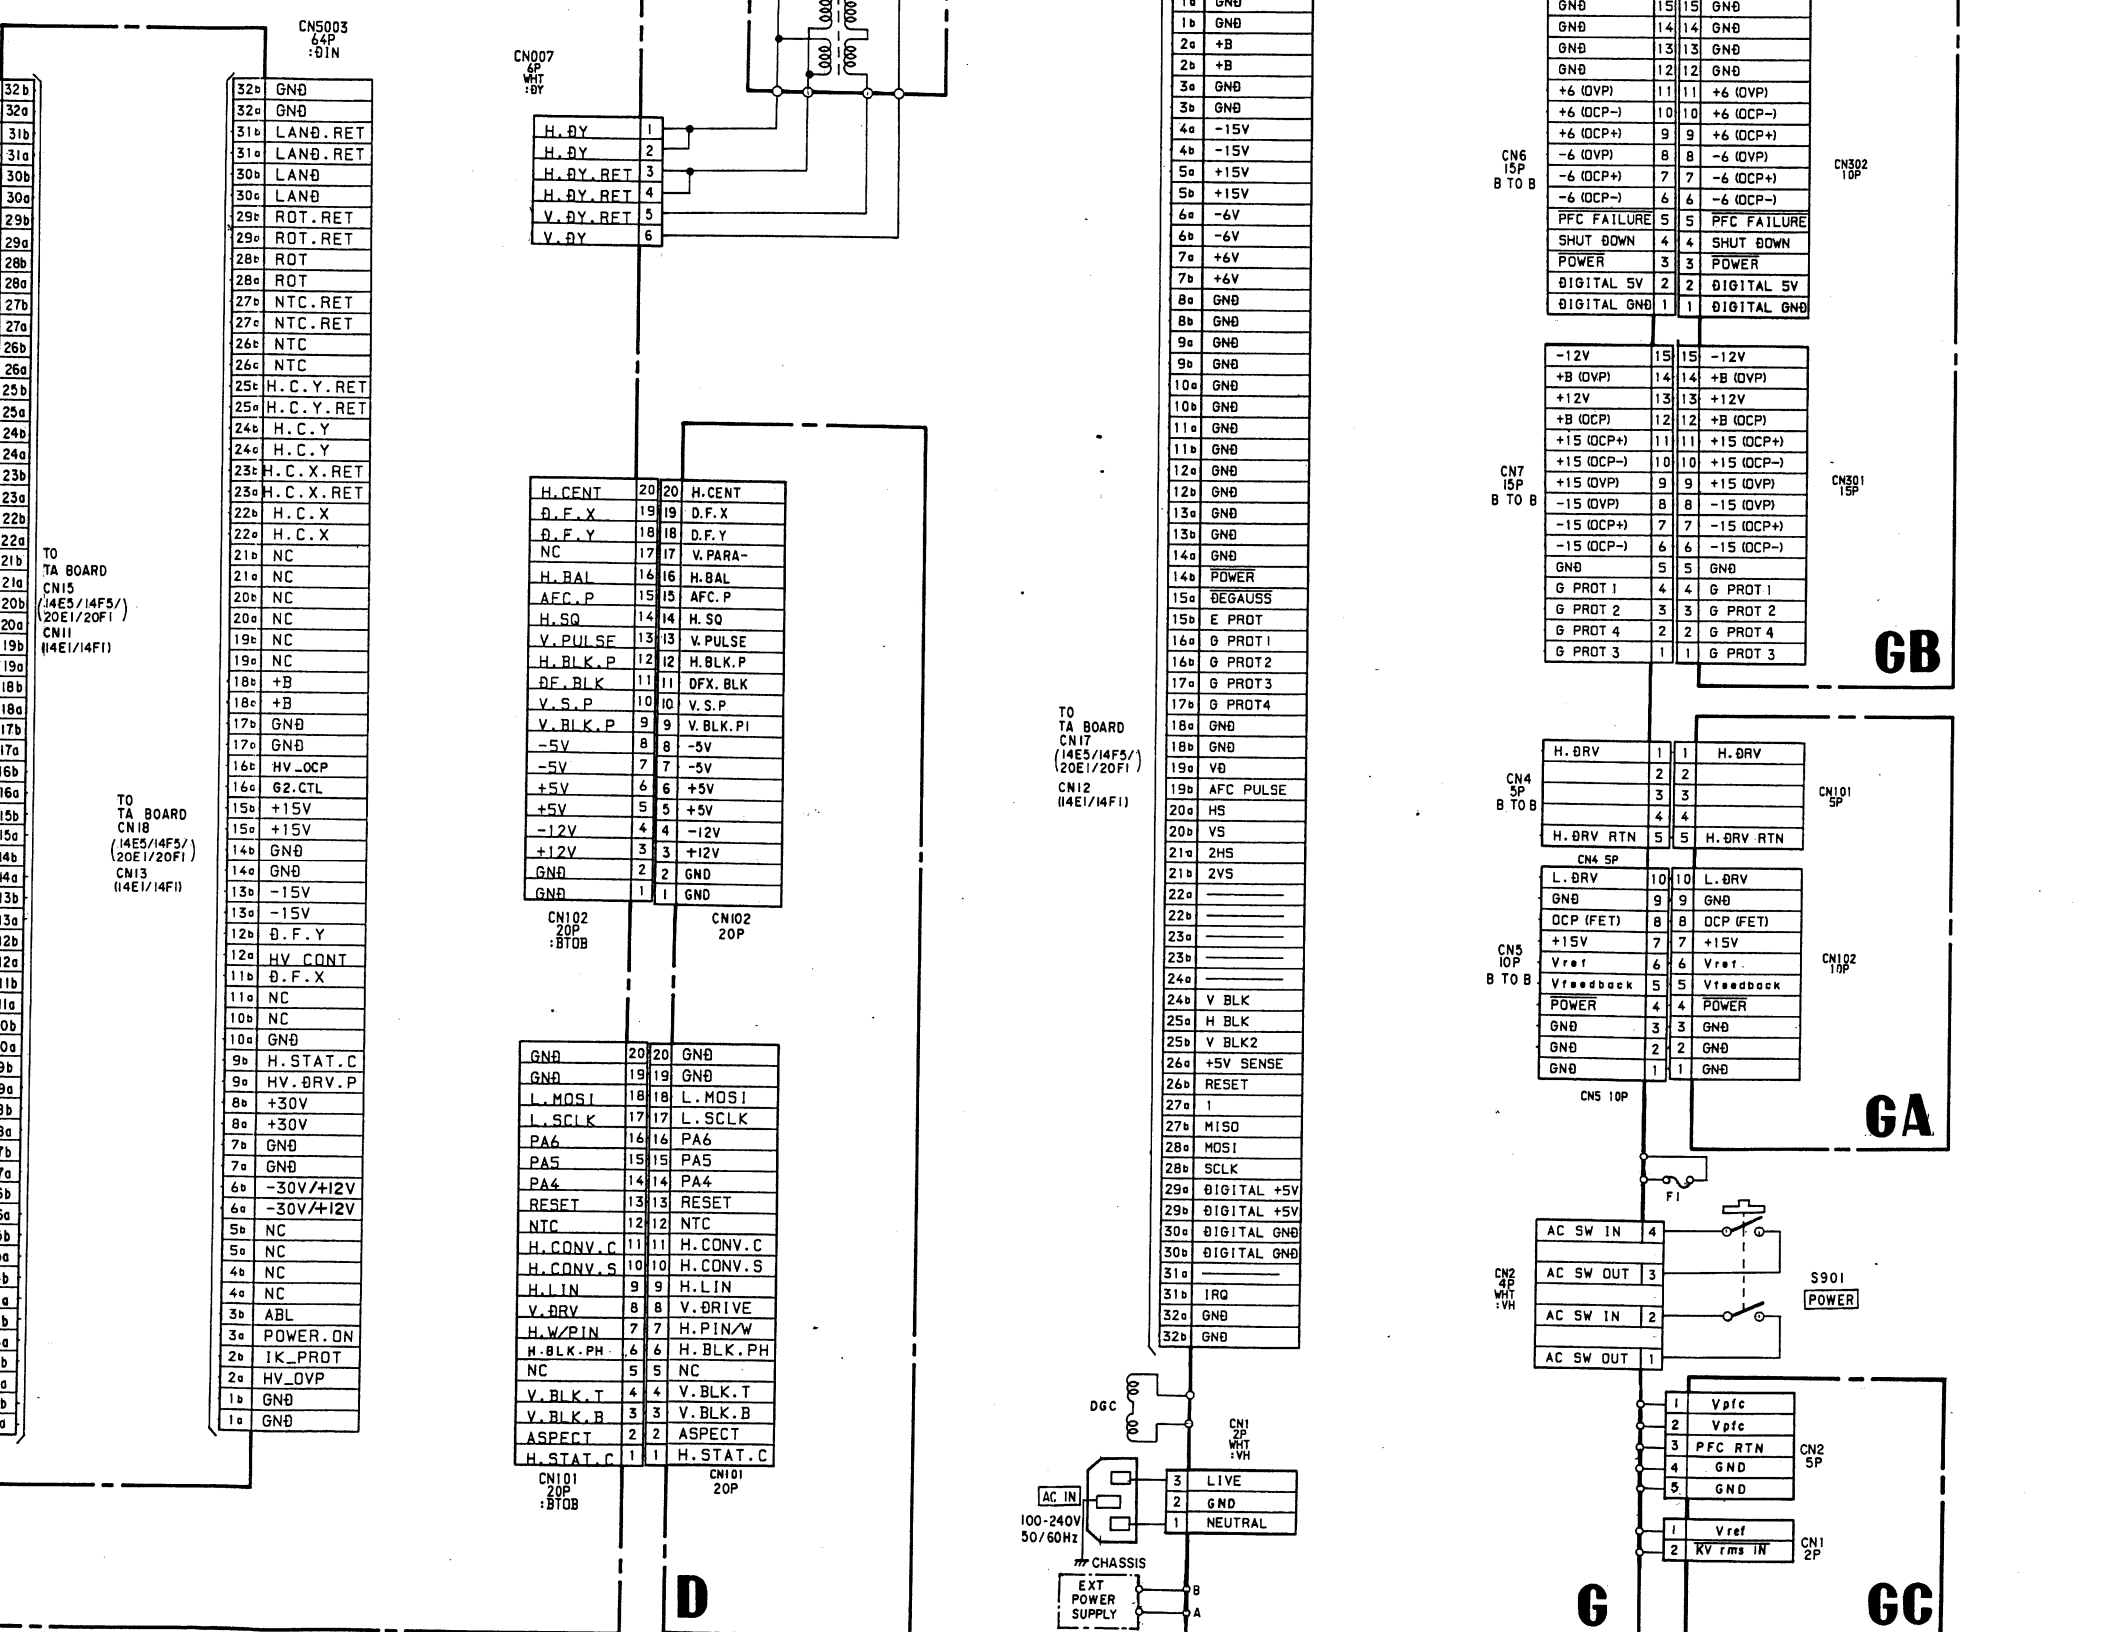 32b
32a
31b
31a
30b
30a
29b
29a
28b
28a
27b
27a
26b
26a
25b
25a
24b
24a
23b
23a
22b
22a
21b
21a
20b
20a
19b
19a
18b
18a
17b
17a
TO
TA BOARD
CN15
(14E5/14F5/)
(20E1/20F1)
CN11
(14E1/14F1)
TO
TA BOARD
CN18
(14E5/14F5/)
(20E1/20F1)
CN13
(14E1/14F1)
CN5003
64P
:DIN
32b GND
32a GND
31b LAND.RET
31a LAND.RET
30b LAND
30a LAND
29b ROT.RET
29a ROT.RET
28b ROT
28a ROT
27b NTC.RET
27a NTC.RET
26b NTC
26a NTC
25b H.C.Y.RET
25a H.C.Y.RET
24b H.C.Y
24a H.C.Y
23b H.C.X.RET
23a H.C.X.RET
22b H.C.X
22a H.C.X
21b NC
21a NC
20b NC
20a NC
19b NC
19a NC
18b +B
18a +B
17b GND
17a GND
16b HV_OCP
16a G2.CTL
15b +15V
15a +15V
14b GND
14a GND
13b -15V
13a -15V
12b D.F.Y
12a HV CONT
11b D.F.X
11a NC
10b NC
10a GND
9b H.STAT.C
9a HV.DRV.P
8b +30V
8a +30V
7b GND
7a GND
6b -30V/+12V
6a -30V/+12V
5b NC
5a NC
4b NC
4a NC
3b ABL
3a POWER.ON
2b IK_PROT
2a HV_OVP
1b GND
1a GND
CN007
6P
WHT
:DY
H.DY 1
H.DY 2
H.DY.RET 3
H.DY.RET 4
V.DY.RET 5
V.DY 6
H.CENT 20 20 H.CENT
D.F.X 19 19 D.F.X
D.F.Y 18 18 D.F.Y
NC 17 17 V.PARA-
H.BAL 16 16 H.BAL
AFC.P 15 15 AFC.P
H.SQ 14 14 H.SQ
V.PULSE 13 13 V.PULSE
H.BLK.P 12 12 H.BLK.P
DF.BLK 11 11 DFX.BLK
V.S.P 10 10 V.S.P
V.BLK.P 9 9 V.BLK.P1
-5V 8 8 -5V
-5V 7 7 -5V
+5V 6 6 +5V
+5V 5 5 +5V
-12V 4 4 -12V
+12V 3 3 +12V
GND 2 2 GND
GND 1 1 GND
CN102
20P
:BTOB
CN102
20P
GND 20 20 GND
GND 19 19 GND
L.MOSI 18 18 L.MOSI
L.SCLK 17 17 L.SCLK
PA6 16 16 PA6
PA5 15 15 PA5
PA4 14 14 PA4
RESET 13 13 RESET
NTC 12 12 NTC
H.CONV.C 11 11 H.CONV.C
H.CONV.S 10 10 H.CONV.S
H.LIN 9 9 H.LIN
V.DRV 8 8 V.DRIVE
H.W/PIN 7 7 H.PIN/W
H.BLK.PH 6 6 H.BLK.PH
NC 5 5 NC
V.BLK.T 4 4 V.BLK.T
V.BLK.B 3 3 V.BLK.B
ASPECT 2 2 ASPECT
H.STAT.C 1 1 H.STAT.C
CN101
20P
:BTOB
CN101
20P
D
TO
TA BOARD
CN17
(14E5/14F5/)
(20E1/20F1)
CN12
(14E1/14F1)
1a GND
1b GND
2a +B
2b +B
3a GND
3b GND
4a -15V
4b -15V
5a +15V
5b +15V
6a -6V
6b -6V
7a +6V
7b +6V
8a GND
8b GND
9a GND
9b GND
10a GND
10b GND
11a GND
11b GND
12a GND
12b GND
13a GND
13b GND
14a GND
14b POWER
15a DEGAUSS
15b E PROT
16a G PROT1
16b G PROT2
17a G PROT3
17b G PROT4
18a GND
18b GND
19a VD
19b AFC PULSE
20a HS
20b VS
21a 2HS
21b 2VS
22a
22b
23a
23b
24a
24b V BLK
25a H BLK
25b V BLK2
26a +5V SENSE
26b RESET
27a 1
27b MISO
28a MOSI
28b SCLK
29a DIGITAL +5V
29b DIGITAL +5V
30a DIGITAL GND
30b DIGITAL GND
31a
31b IRQ
32a GND
32b GND
DGC
CN1
2P
WHT
:VH
3 LIVE
2 GND
1 NEUTRAL
AC IN
100-240V
50/60Hz
CHASSIS
EXT
POWER
SUPPLY
B
A
GND 15 15 GND
GND 14 14 GND
GND 13 13 GND
GND 12 12 GND
+6 (OVP) 11 11 +6 (OVP)
+6 (OCP-) 10 10 +6 (OCP-)
+6 (OCP+) 9 9 +6 (OCP+)
-6 (OVP) 8 8 -6 (OVP)
-6 (OCP+) 7 7 -6 (OCP+)
-6 (OCP-) 6 6 -6 (OCP-)
PFC FAILURE 5 5 PFC FAILURE
SHUT DOWN 4 4 SHUT DOWN
POWER 3 3 POWER
DIGITAL 5V 2 2 DIGITAL 5V
DIGITAL GND 1 1 DIGITAL GND
CN6
15P
B TO B
CN302
10P
-12V 15 15 -12V
+B (OVP) 14 14 +B (OVP)
+12V 13 13 +12V
+B (OCP) 12 12 +B (OCP)
+15 (OCP+) 11 11 +15 (OCP+)
+15 (OCP-) 10 10 +15 (OCP-)
+15 (OVP) 9 9 +15 (OVP)
-15 (OVP) 8 8 -15 (OVP)
-15 (OCP+) 7 7 -15 (OCP+)
-15 (OCP-) 6 6 -15 (OCP-)
GND 5 5 GND
G PROT 1 4 4 G PROT 1
G PROT 2 3 3 G PROT 2
G PROT 4 2 2 G PROT 4
G PROT 3 1 1 G PROT 3
CN7
15P
B TO B
CN301
15P
GB
H.DRV 1 1 H.DRV
2 2
3 3
4 4
H.DRV RTN 5 5 H.DRV RTN
CN4
5P
B TO B
CN101
5P
CN4 5P
L.DRV 10 10 L.DRV
GND 9 9 GND
OCP (FET) 8 8 OCP (FET)
+15V 7 7 +15V
Vref 6 6 Vref
Vfeedback 5 5 Vfeedback
POWER 4 4 POWER
GND 3 3 GND
GND 2 2 GND
GND 1 1 GND
CN5
10P
B TO B
CN102
10P
CN5 10P
GA
F1
AC SW IN 4
AC SW OUT 3
AC SW IN 2
AC SW OUT 1
CN2
4P
WHT
:VH
S901
POWER
1 Vpfc
2 Vpfc
3 PFC RTN
4 GND
5 GND
CN2
5P
1 Vref
2 KV rms IN
CN1
2P
G
GC